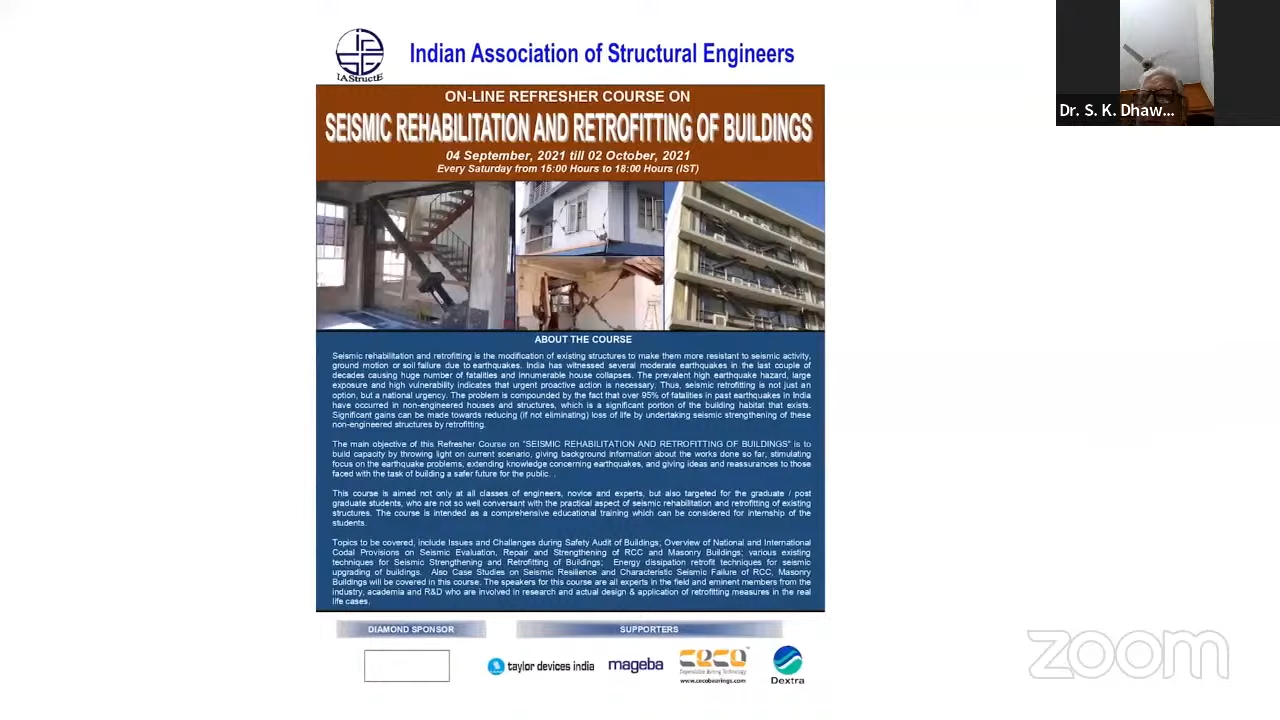 Indian Association of Structural Engineers
IAStructE
ON-LINE REFRESHER COURSE ON
SEISMIC REHABILITATION AND RETROFITTING OF BUILDINGS
04 September, 2021 till 02 October, 2021
Every Saturday from 15:00 Hours to 18:00 Hours (IST)
Dr. S. K. Dhaw...
ABOUT THE COURSE
Seismic rehabilitation and retrofitting is the modification of existing structures to make them more resistant to seismic activity,
ground motion or soil failure due to earthquakes. India has witnessed several moderate earthquakes in the last couple of
decades causing huge number of fatalities and innumerable house collapses. The prevalent high earthquake hazard, large
exposure and high vulnerability indicates that urgent proactive action is necessary. Thus, seismic retrofitting is not just an
option, but a national urgency. The problem is compounded by the fact that over 95% of fatalities in past earthquakes in India
have occurred in non-engineered houses and structures, which is a significant portion of the building habitat that exists.
Significant gains can be made towards reducing (if not eliminating) loss of life by undertaking seismic strengthening of these
non-engineered structures by retrofitting.
The main objective of this Refresher Course on "SEISMIC REHABILITATION AND RETROFITTING OF BUILDINGS" is to
build capacity by throwing light on current scenario, giving background information about the works done so far, stimulating
focus on the earthquake problems, extending knowledge concerning earthquakes, and giving ideas and reassurances to those
faced with the task of building a safer future for the public. .
This course is aimed not only at all classes of engineers, novice and experts, but also targeted for the graduate / post
graduate students, who are not so well conversant with the practical aspect of seismic rehabilitation and retrofitting of existing
structures. The course is intended as a comprehensive educational training which can be considered for internship of the
students.
Topics to be covered, include Issues and Challenges during Safety Audit of Buildings; Overview of National and International
Codal Provisions on Seismic Evaluation, Repair and Strengthening of RCC and Masonry Buildings; various existing
techniques for Seismic Strengthening and Retrofitting of Buildings; Energy dissipation retrofit techniques for seismic
upgrading of buildings. Also Case Studies on Seismic Resilience and Characteristic Seismic Failure of RCC, Masonry
Buildings will be covered in this course. The speakers for this course are all experts in the field and eminent members from the
industry, academia and R&D who are involved in research and actual design & application of retrofitting measures in the real
life cases.
DIAMOND SPONSOR
SUPPORTERS
taylor devices india
mageba
ceco
www.cecobearings.com
Dextra
zoom